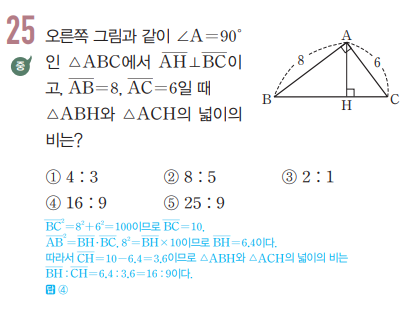 25
중
오른쪽 그림과 같이 ∠A=90°
인 △ABC에서 AH⊥BC이
고, AB=8, AC=6일 때
△ABH와 △ACH의 넓이의
비는?
A
8
6
B
H
C
① 4 : 3
② 8 : 5
③ 2 : 1
④ 16 : 9
⑤ 25 : 9
BC²=8²+6²=100이므로 BC=10.
AB²=BH·BC, 8²=BH×10이므로 BH=6.4이다.
따라서 CH=10-6.4=3.6이므로 △ABH와 △ACH의 넓이의 비는
BH : CH=6.4 : 3.6=16 : 9이다.
답 ④